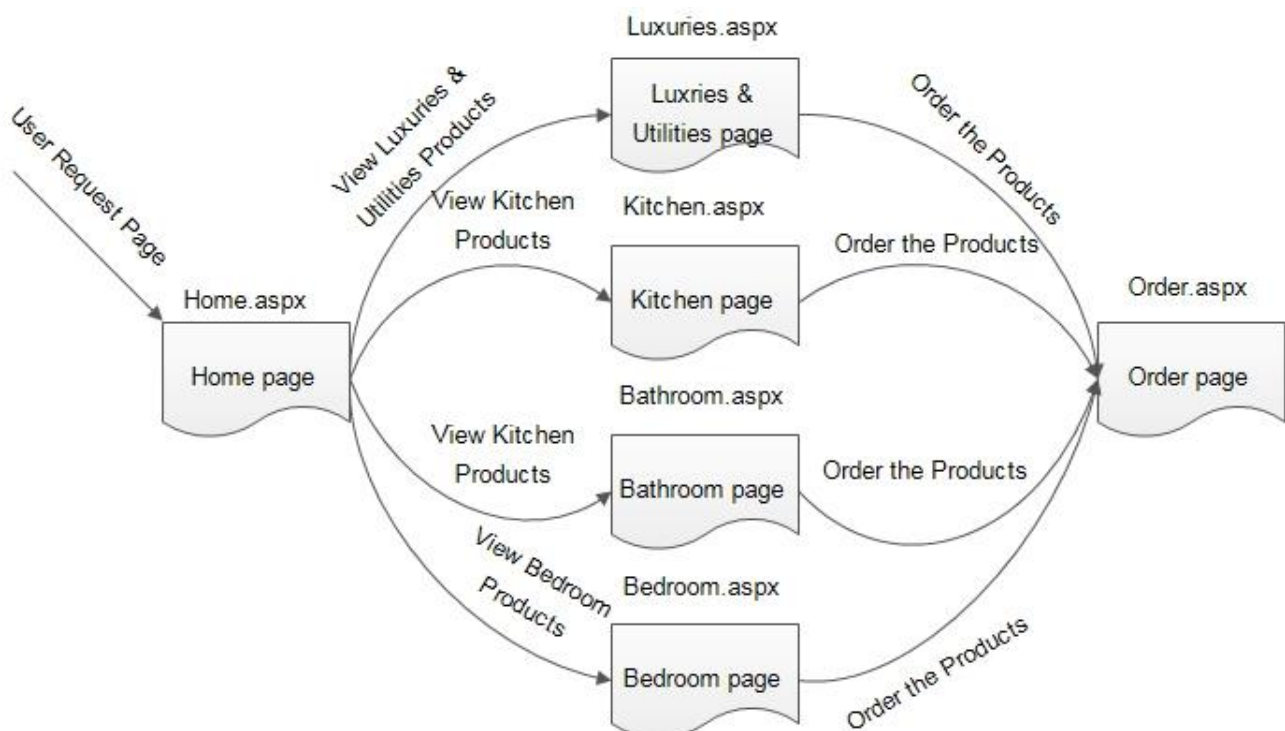 Luxuries.aspx
Luxries &
Utilities page
View Luxuries &
Utilities Products
Order the Products
User Request Page
View Kitchen
Products
Kitchen.aspx
Kitchen page
Order the Products
Home.aspx
Home page
Order.aspx
Order page
View Kitchen
Products
Bathroom.aspx
Bathroom page
Order the Products
View Bedroom
Products
Bedroom.aspx
Bedroom page
Order the Products